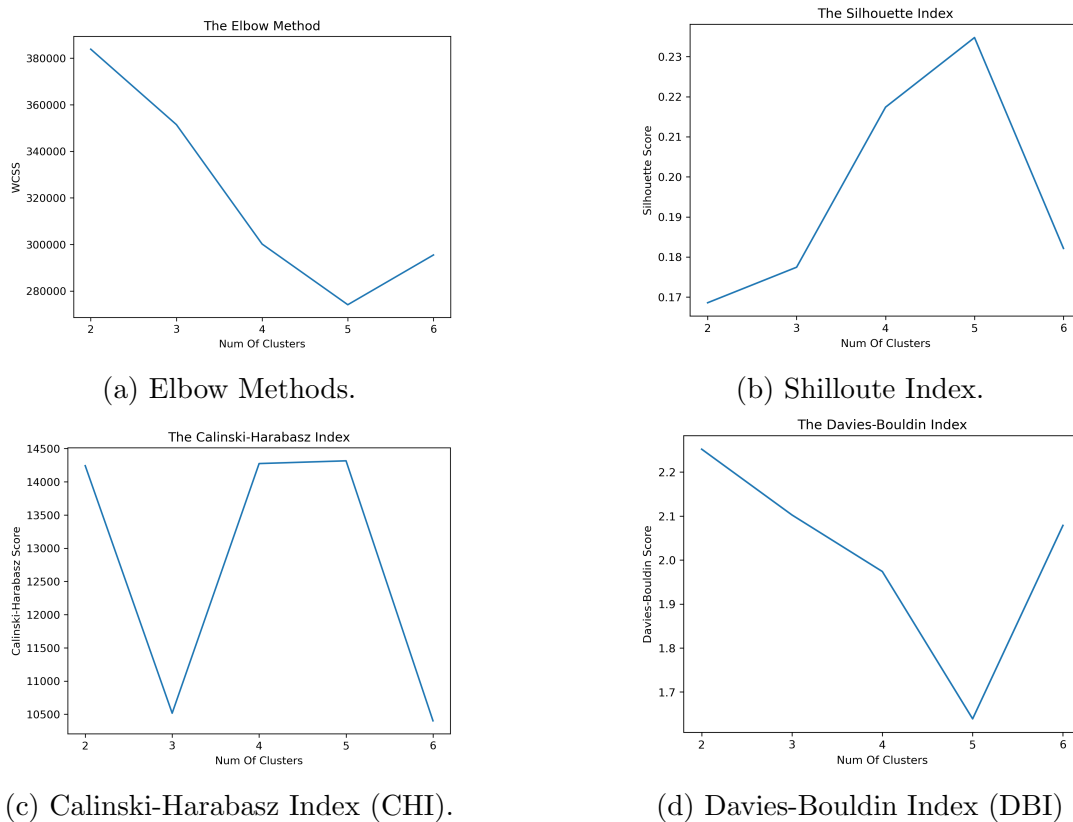 The Elbow Method
380000
360000
340000
320000
300000
280000
WCSS
2 3 4 5 6
Num Of Clusters
(a) Elbow Methods.
The Silhouette Index
0.23
0.22
0.21
0.20
0.19
0.18
0.17
Silhouette Score
2 3 4 5 6
Num Of Clusters
(b) Shilloute Index.
The Calinski-Harabasz Index
14500
14000
13500
13000
12500
12000
11500
11000
10500
Calinski-Harabasz Score
2 3 4 5 6
Num Of Clusters
(c) Calinski-Harabasz Index (CHI).
The Davies-Bouldin Index
2.2
2.1
2.0
1.9
1.8
1.7
Davies-Bouldin Score
2 3 4 5 6
Num Of Clusters
(d) Davies-Bouldin Index (DBI)